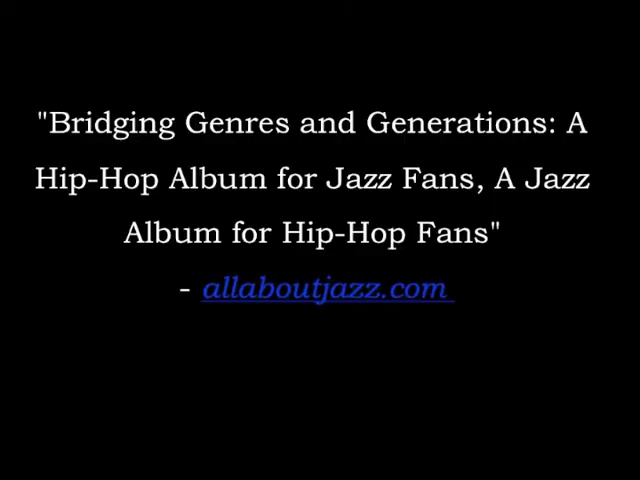 "Bridging Genres and Generations: A
Hip-Hop Album for Jazz Fans, A Jazz
Album for Hip-Hop Fans"
- allaboutjazz.com